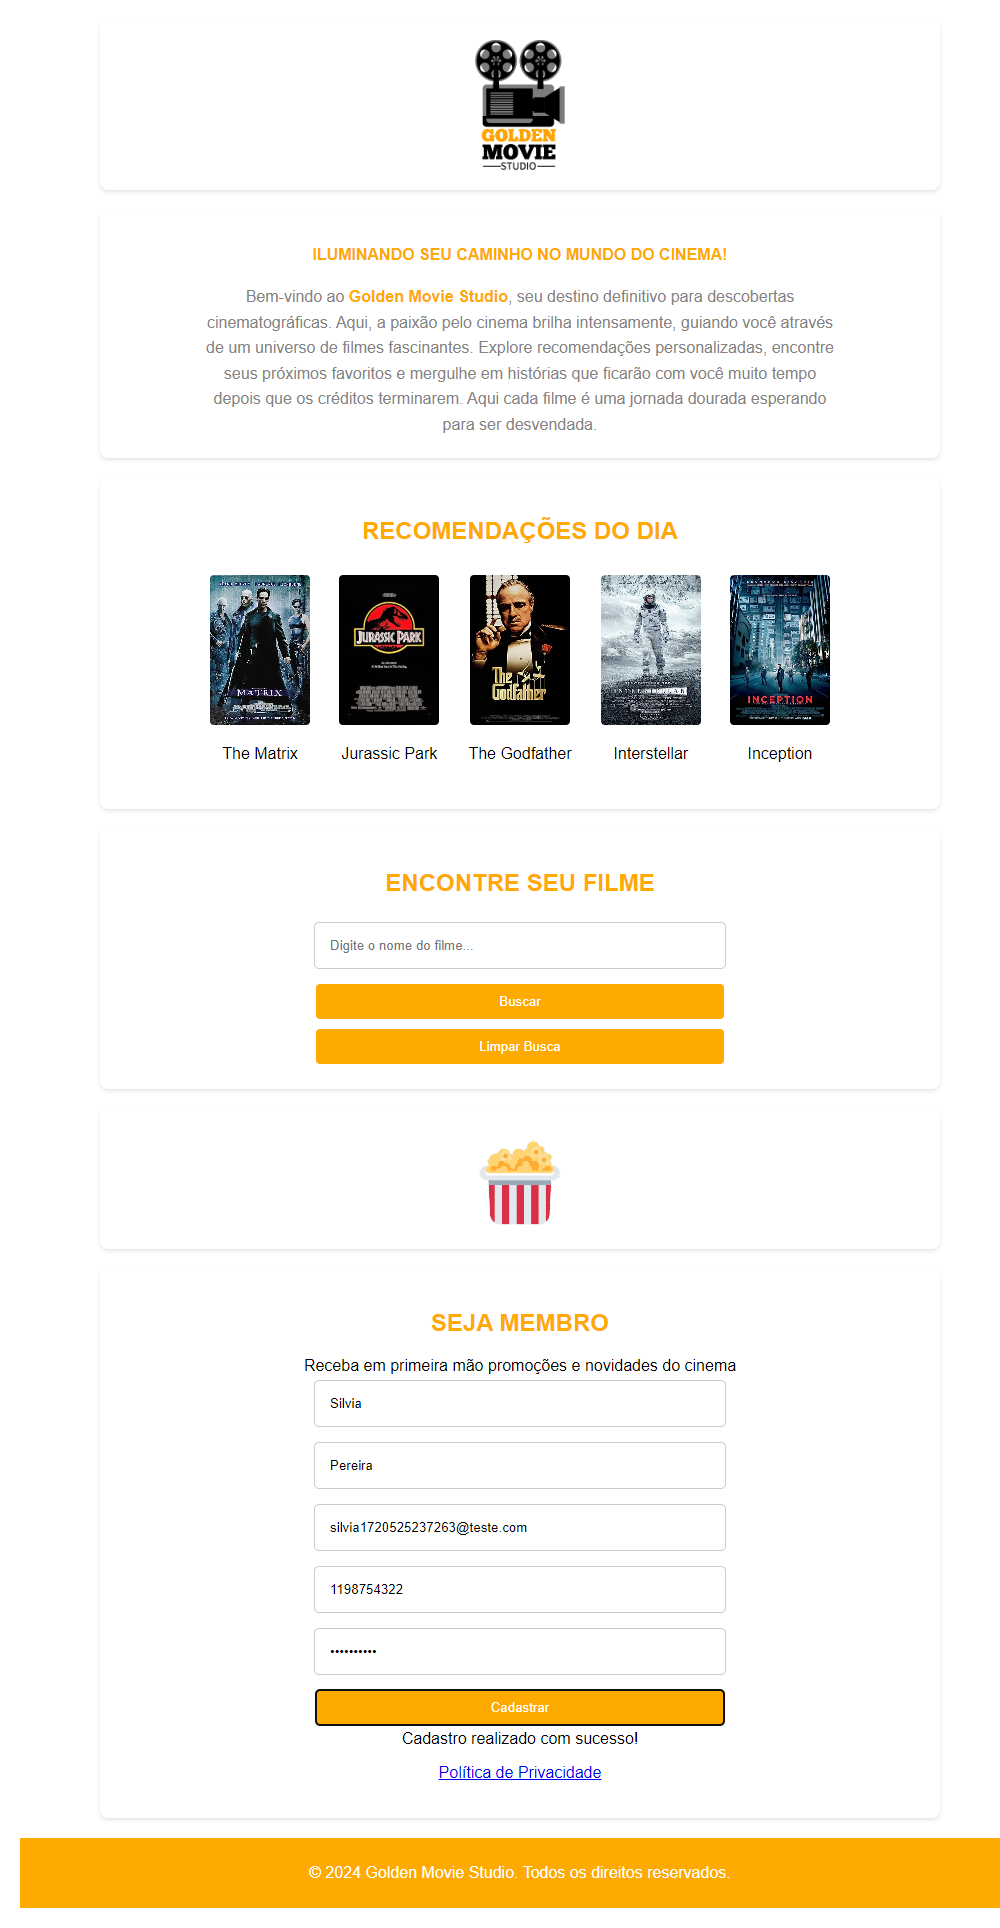 GOLDEN
MOVIE
STUDIO
ILUMINANDO SEU CAMINHO NO MUNDO DO CINEMA!
Bem-vindo ao Golden Movie Studio, seu destino definitivo para descobertas
cinematográficas. Aqui, a paixão pelo cinema brilha intensamente, guiando você através
de um universo de filmes fascinantes. Explore recomendações personalizadas, encontre
seus próximos favoritos e mergulhe em histórias que ficarão com você muito tempo
depois que os créditos terminarem. Aqui cada filme é uma jornada dourada esperando
para ser desvendada.
RECOMENDAÇÕES DO DIA
MATRIX
JURASSIC PARK
The
Godfather
INCEPTION
The Matrix
Jurassic Park
The Godfather
Interstellar
Inception
ENCONTRE SEU FILME
Digite o nome do filme...
Buscar
Limpar Busca
SEJA MEMBRO
Receba em primeira mão promoções e novidades do cinema
Silvia
Pereira
silvia1720525237263@teste.com
1198754322
••••••••••
Cadastrar
Cadastro realizado com sucesso!
Política de Privacidade
© 2024 Golden Movie Studio. Todos os direitos reservados.